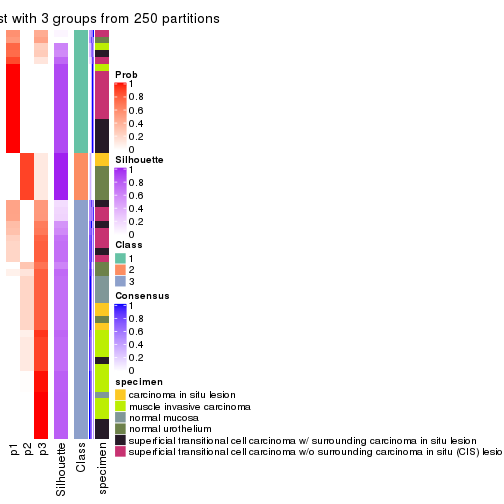 st with 3 groups from 250 partitions
Prob
1
0.8
0.6
0.4
0.2
0
Silhouette
1
0.8
0.6
0.4
0.2
0
Class
1
2
3
Consensus
1
0.8
0.6
0.4
0.2
0
specimen
carcinoma in situ lesion
muscle invasive carcinoma
normal mucosa
normal urothelium
superficial transitional cell carcinoma w/ surrounding carcinoma in situ lesion
superficial transitional cell carcinoma w/o surrounding carcinoma in situ (CIS) lesio
p1
p2
p3
Silhouette
Class
specimen